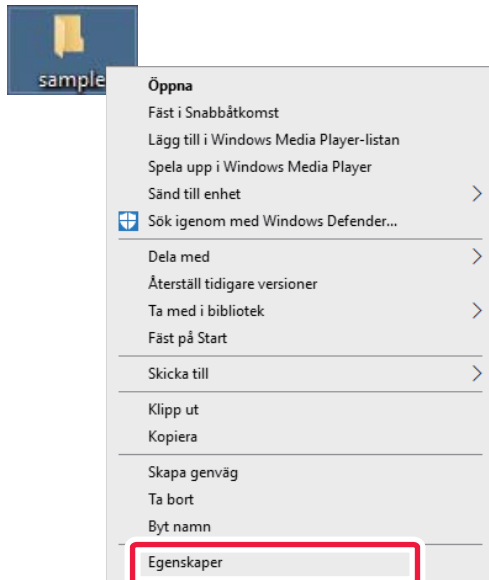 sample
Öppna
Fäst i Snabbåtkomst
Lägg till i Windows Media Player-listan
Spela upp i Windows Media Player
Sänd till enhet
Sök igenom med Windows Defender...
Dela med
Återställ tidigare versioner
Ta med i bibliotek
Fäst på Start
Skicka till
Klipp ut
Kopiera
Skapa genväg
Ta bort
Byt namn
Egenskaper